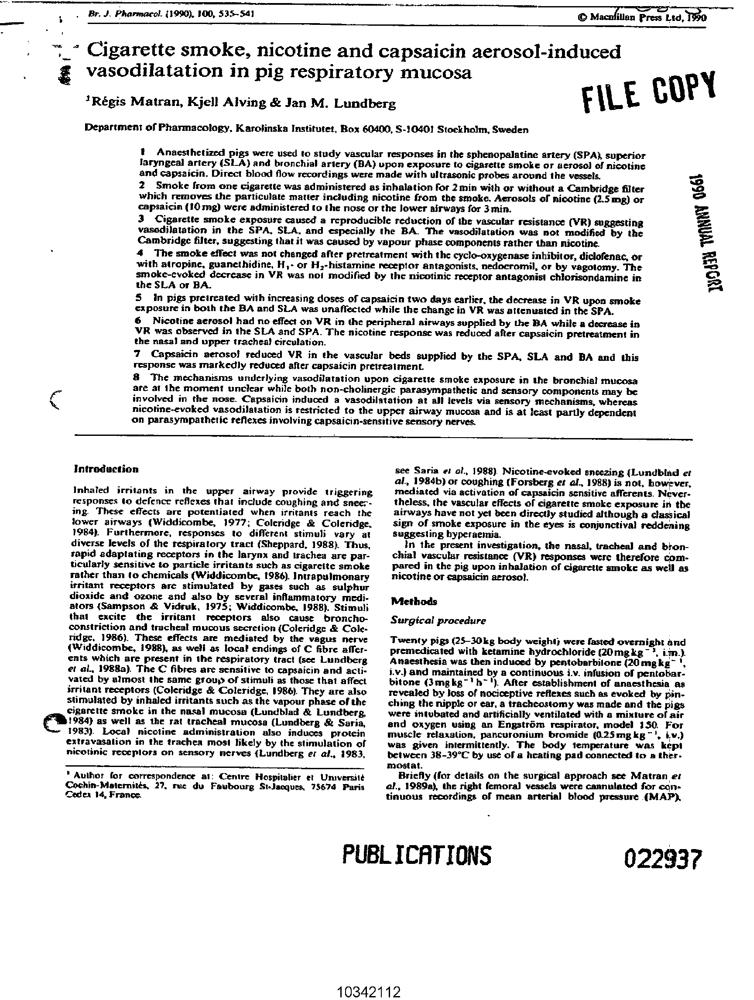 Br. J. Pharmacol. (1990), 100, 535-541
© Macmillan Press Ltd, 1990
Cigarette smoke, nicotine and capsaicin aerosol-induced
vasodilatation in pig respiratory mucosa
¹Régis Matran, Kjell Alving & Jan M. Lundberg
FILE COPY
Department of Pharmacology, Karolinska Institutet, Box 60400, S-10401 Stockholm, Sweden
1 Anaesthetized pigs were used to study vascular responses in the sphenopalatine artery (SPA), superior
laryngeal artery (SLA) and bronchial artery (BA) upon exposure to cigarette smoke or aerosol of nicotine
and capsaicin. Direct blood flow recordings were made with ultrasonic probes around the vessels.
2 Smoke from one cigarette was administered as inhalation for 2 min with or without a Cambridge filter
which removes the particulate matter including nicotine from the smoke. Aerosols of nicotine (2.5 mg) or
capsaicin (10 mg) were administered to the nose or the lower airways for 3 min.
3 Cigarette smoke exposure caused a reproducible reduction of the vascular resistance (VR) suggesting
vasodilatation in the SPA, SLA, and especially the BA. The vasodilatation was not modified by the
Cambridge filter, suggesting that it was caused by vapour phase components rather than nicotine.
4 The smoke effect was not changed after pretreatment with the cyclo-oxygenase inhibitor, diclofenac, or
with atropine, guanethidine, H₁- or H₂-histamine receptor antagonists, nedocromil, or by vagotomy. The
smoke-evoked decrease in VR was not modified by the nicotinic receptor antagonist chlorisondamine in
the SLA or BA.
5 In pigs pretreated with increasing doses of capsaicin two days earlier, the decrease in VR upon smoke
exposure in both the BA and SLA was unaffected while the change in VR was attenuated in the SPA.
6 Nicotine aerosol had no effect on VR in the peripheral airways supplied by the BA while a decrease in
VR was observed in the SLA and SPA. The nicotine response was reduced after capsaicin pretreatment in
the nasal and upper tracheal circulation.
7 Capsaicin aerosol reduced VR in the vascular beds supplied by the SPA, SLA and BA and this
response was markedly reduced after capsaicin pretreatment.
8 The mechanisms underlying vasodilatation upon cigarette smoke exposure in the bronchial mucosa
are at the moment unclear while both non-cholinergic parasympathetic and sensory components may be
involved in the nose. Capsaicin induced a vasodilatation at all levels via sensory mechanisms, whereas
nicotine-evoked vasodilatation is restricted to the upper airway mucosa and is at least partly dependent
on parasympathetic reflexes involving capsaicin-sensitive sensory nerves.
1990 ANNUAL REPORT
Introduction
Inhaled irritants in the upper airway provide triggering
responses to defence reflexes that include coughing and sneez-
ing. These effects are potentiated when irritants reach the
lower airways (Widdicombe, 1977; Coleridge & Coleridge,
1984). Furthermore, responses to different stimuli vary at
diverse levels of the respiratory tract (Sheppard, 1988). Thus,
rapid adaptating receptors in the larynx and trachea are par-
ticularly sensitive to particle irritants such as cigarette smoke
rather than to chemicals (Widdicombe, 1986). Intrapulmonary
irritant receptors are stimulated by gases such as sulphur
dioxide and ozone and also by several inflammatory medi-
ators (Sampson & Vidruk, 1975; Widdicombe, 1988). Stimuli
that excite the irritant receptors also cause broncho-
constriction and tracheal mucous secretion (Coleridge & Cole-
ridge, 1986). These effects are mediated by the vagus nerve
(Widdicombe, 1988), as well as local endings of C fibre affer-
ents which are present in the respiratory tract (see Lundberg
et al., 1988a). The C fibres are sensitive to capsaicin and acti-
vated by almost the same group of stimuli as those that affect
irritant receptors (Coleridge & Coleridge, 1986). They are also
stimulated by inhaled irritants such as the vapour phase of the
cigarette smoke in the nasal mucosa (Lundblad & Lundberg,
1984) as well as the rat tracheal mucosa (Lundberg & Saria,
1983). Local nicotine administration also induces protein
extravasation in the trachea most likely by the stimulation of
nicotinic receptors on sensory nerves (Lundberg et al., 1983,
¹ Author for correspondence at: Centre Hospitalier et Université
Cochin-Maternités, 27, rue du Faubourg St-Jacques, 75674 Paris
Cedex 14, France.
see Saria et al., 1988). Nicotine-evoked sneezing (Lundblad et
al., 1984b) or coughing (Forsberg et al., 1988) is not, however,
mediated via activation of capsaicin sensitive afferents. Never-
theless, the vascular effects of cigarette smoke exposure in the
airways have not yet been directly studied although a classical
sign of smoke exposure in the eyes is conjunctival reddening
suggesting hyperaemia.
In the present investigation, the nasal, tracheal and bron-
chial vascular resistance (VR) responses were therefore com-
pared in the pig upon inhalation of cigarette smoke as well as
nicotine or capsaicin aerosol.
Methods
Surgical procedure
Twenty pigs (25-30 kg body weight) were fasted overnight and
premedicated with ketamine hydrochloride (20 mg kg⁻¹, i.m.).
Anaesthesia was then induced by pentobarbitone (20 mg kg⁻¹,
i.v.) and maintained by a continuous i.v. infusion of pentobar-
bitone (3 mg kg⁻¹ h⁻¹). After establishment of anaesthesia as
revealed by loss of nociceptive reflexes such as evoked by pin-
ching the nipple or ear, a tracheostomy was made and the pigs
were intubated and artificially ventilated with a mixture of air
and oxygen using an Engström respirator, model 150. For
muscle relaxation, pancuronium bromide (0.25 mg kg⁻¹, i.v.)
was given intermittently. The body temperature was kept
between 38-39°C by use of a heating pad connected to a ther-
mostat.
Briefly (for details on the surgical approach see Matran et
al., 1989a), the right femoral vessels were cannulated for con-
tinuous recordings of mean arterial blood pressure (MAP),
PUBLICATIONS
022937
10342112